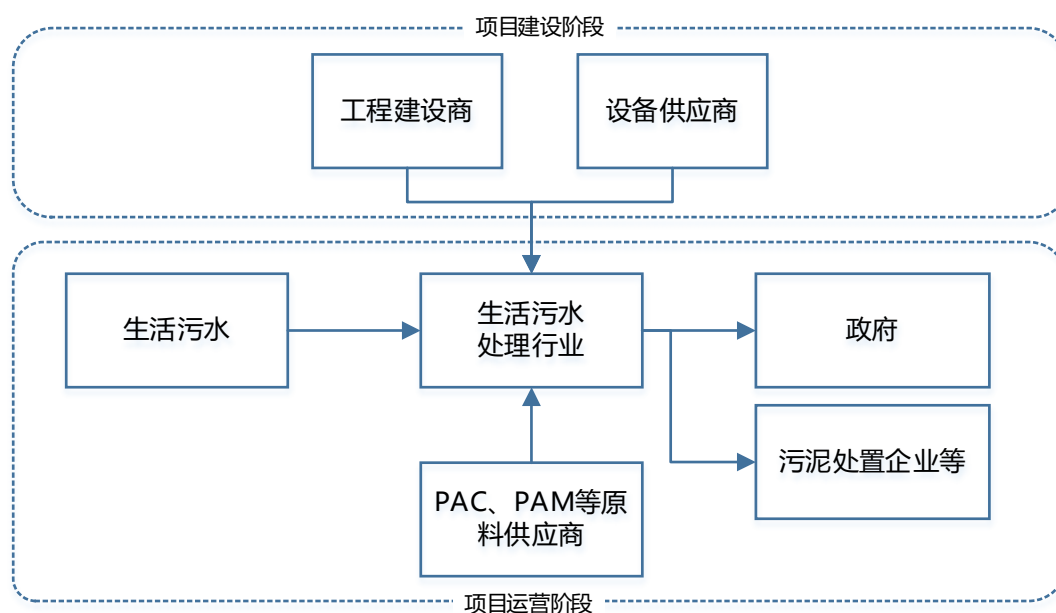 项目建设阶段
工程建设商
设备供应商
生活污水
生活污水
处理行业
政府
污泥处置企业等
PAC、PAM等原
料供应商
项目运营阶段